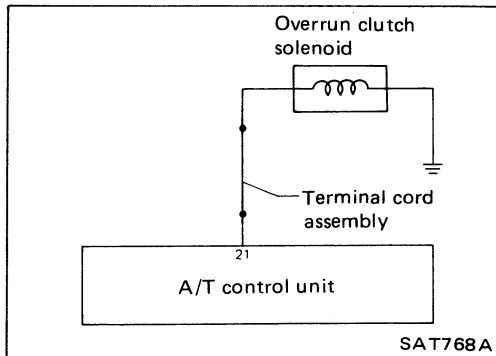 Overrun clutch
solenoid
Terminal cord
assembly
21
A/T control unit
SAT768A